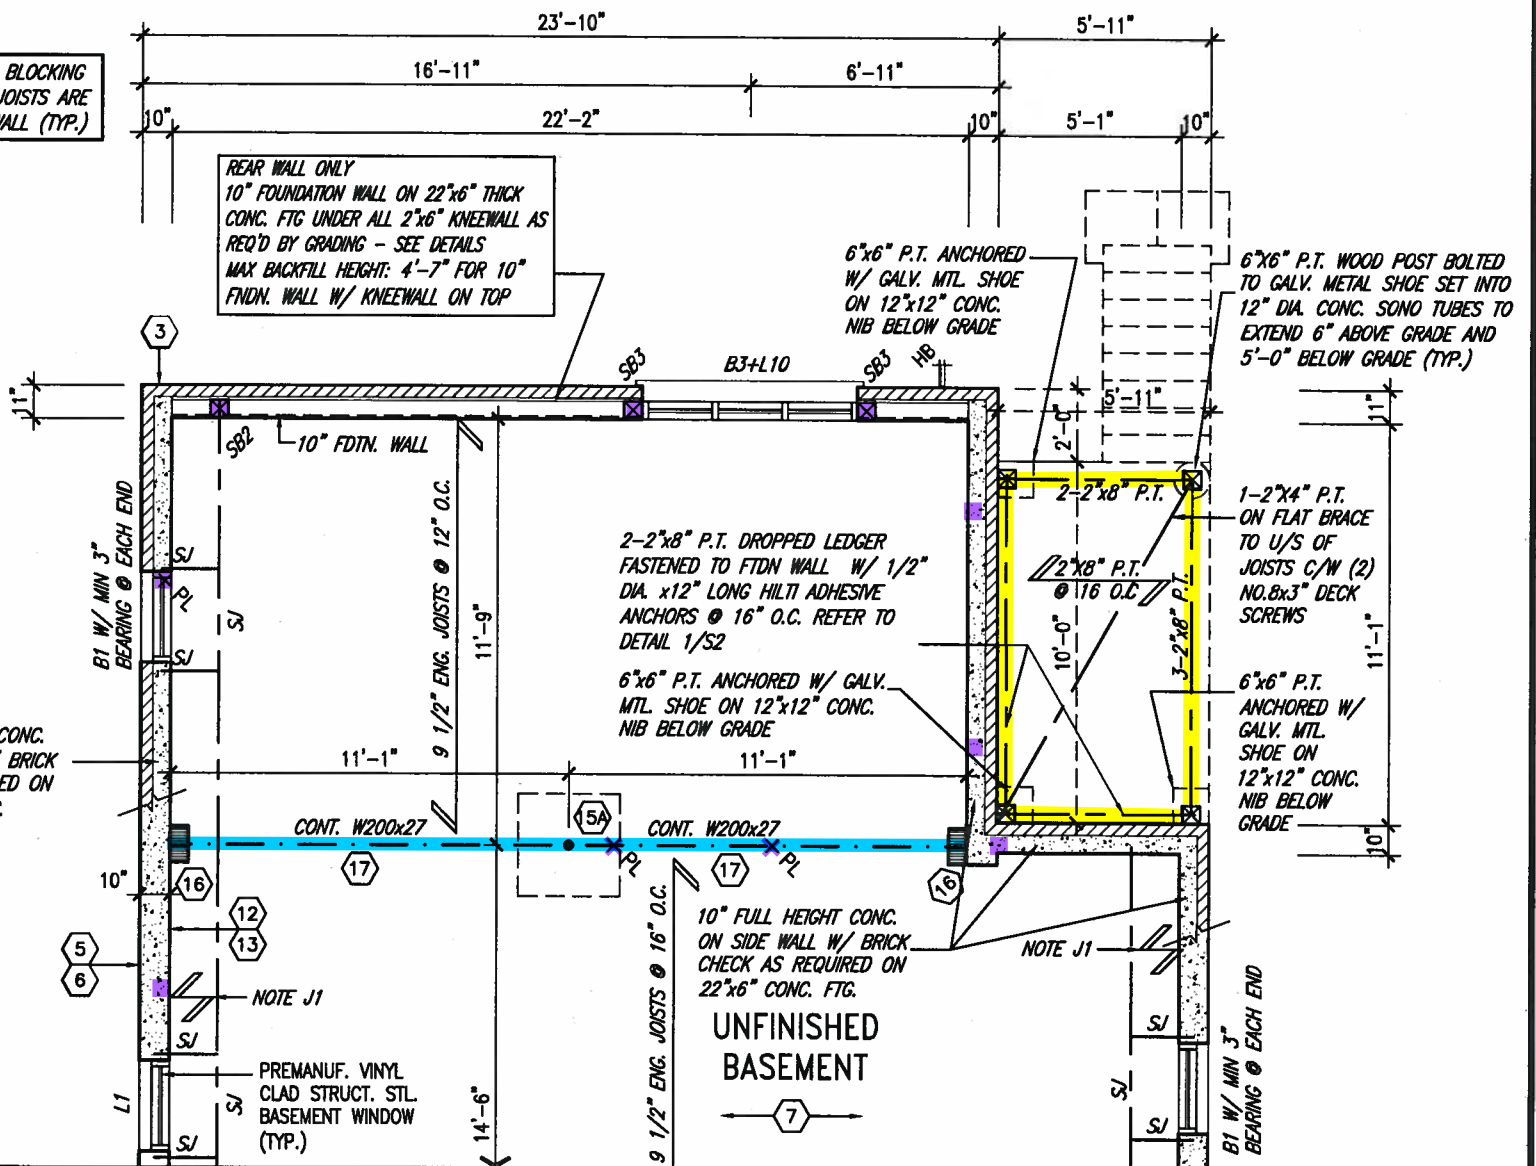 23'-10"
5'-11"
16'-11"
6'-11"
10"
22'-2"
10"
5'-1"
10"
BLOCKING
JOISTS ARE
WALL (TYP.)
REAR WALL ONLY
10" FOUNDATION WALL ON 22"x6" THICK
CONC. FTG UNDER ALL 2"x6" KNEEWALL AS
REQ'D BY GRADING - SEE DETAILS
MAX BACKFILL HEIGHT: 4'-7" FOR 10"
FNDN. WALL W/ KNEEWALL ON TOP
6"x6" P.T. ANCHORED
W/ GALV. MTL. SHOE
ON 12"x12" CONC.
NIB BELOW GRADE
6"X6" P.T. WOOD POST BOLTED
TO GALV. METAL SHOE SET INTO
12" DIA. CONC. SONO TUBES TO
EXTEND 6" ABOVE GRADE AND
5'-0" BELOW GRADE (TYP.)
3
SB3
B3+L10
SB3
HB
11"
5'-11"
11"
2'-0"
SB2
10" FDTN. WALL
2-2"x8" P.T.
1-2"X4" P.T.
ON FLAT BRACE
TO U/S OF
JOISTS C/W (2)
NO.8x3" DECK
SCREWS
B1 W/ MIN 3"
BEARING @ EACH END
SJ
PL
SJ
SJ
9 1/2" ENG. JOISTS @ 12" O.C.
11'-9"
2-2"x8" P.T. DROPPED LEDGER
FASTENED TO FTDN WALL W/ 1/2"
DIA. x12" LONG HILTI ADHESIVE
ANCHORS @ 16" O.C. REFER TO
DETAIL 1/S2
2"X8" P.T.
@ 16 O.C
10'-0"
3-2"x8" P.T.
11'-1"
6"x6" P.T. ANCHORED W/ GALV.
MTL. SHOE ON 12"x12" CONC.
NIB BELOW GRADE
6"x6" P.T.
ANCHORED W/
GALV. MTL.
SHOE ON
12"x12" CONC.
NIB BELOW
GRADE
CONC.
BRICK
ED ON
11'-1"
11'-1"
15A
CONT. W200x27
CONT. W200x27
10"
PL
PL
17
17
16
16
10"
12
13
5
6
10" FULL HEIGHT CONC.
ON SIDE WALL W/ BRICK
CHECK AS REQUIRED ON
22"x6" CONC. FTG.
NOTE J1
NOTE J1
9 1/2" ENG. JOISTS @ 16" O.C.
UNFINISHED
BASEMENT
7
SJ
SJ
SJ
L1
PREMANUF. VINYL
CLAD STRUCT. STL.
BASEMENT WINDOW
(TYP.)
14'-6"
SJ
SJ
SJ
B1 W/ MIN 3"
BEARING @ EACH END